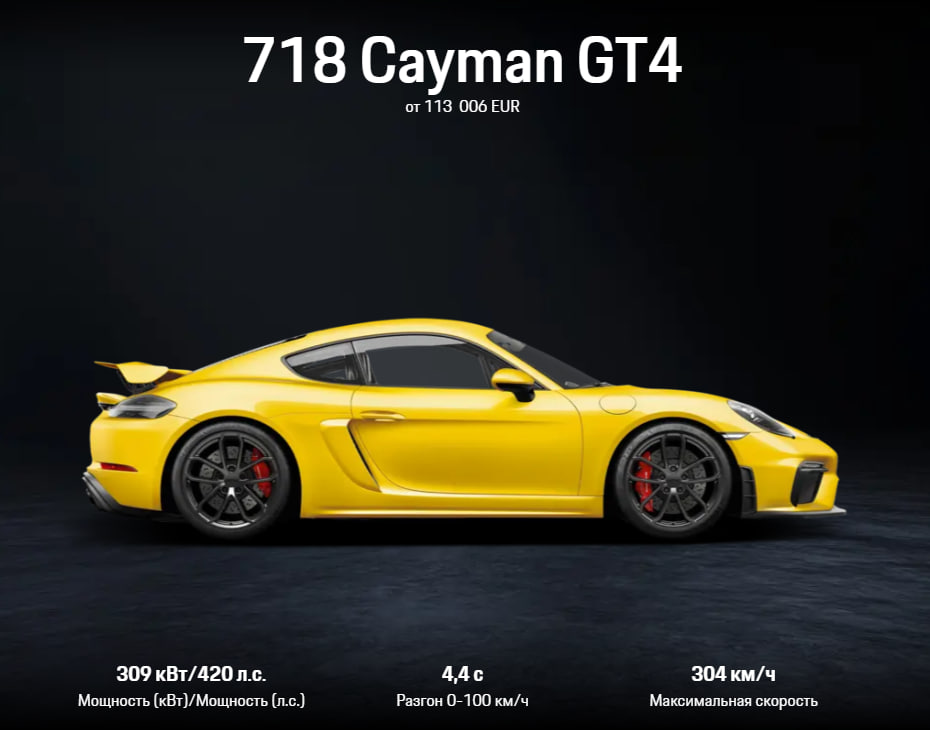 718 Cayman GT4
от 113 006 EUR
309 кВт/420 л.с.
Мощность (кВт)/Мощность (л.с.)
4,4 с
Разгон 0-100 км/ч
304 км/ч
Максимальная скорость